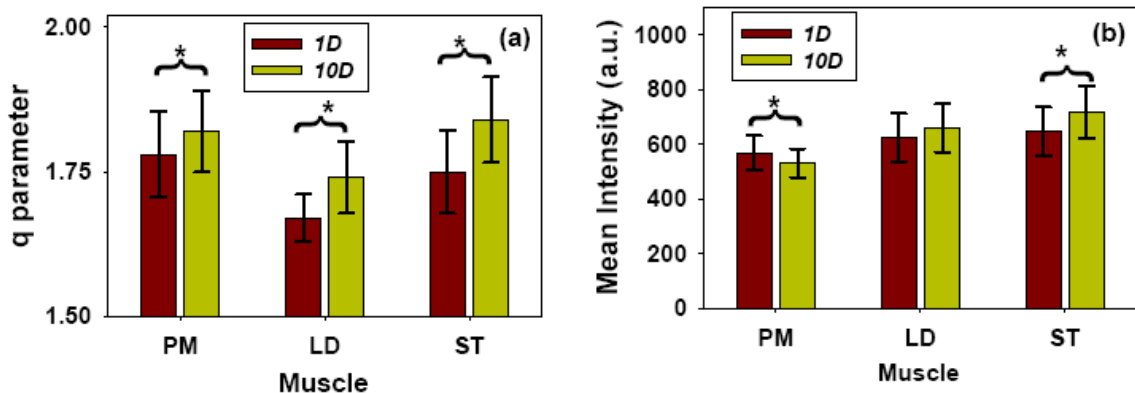 2.00
1.75
1.50
q parameter
1D
10D
(a)
*
*
*
PM
LD
ST
Muscle
1000
800
600
400
200
0
Mean Intensity (a.u.)
1D
10D
(b)
*
*
PM
LD
ST
Muscle